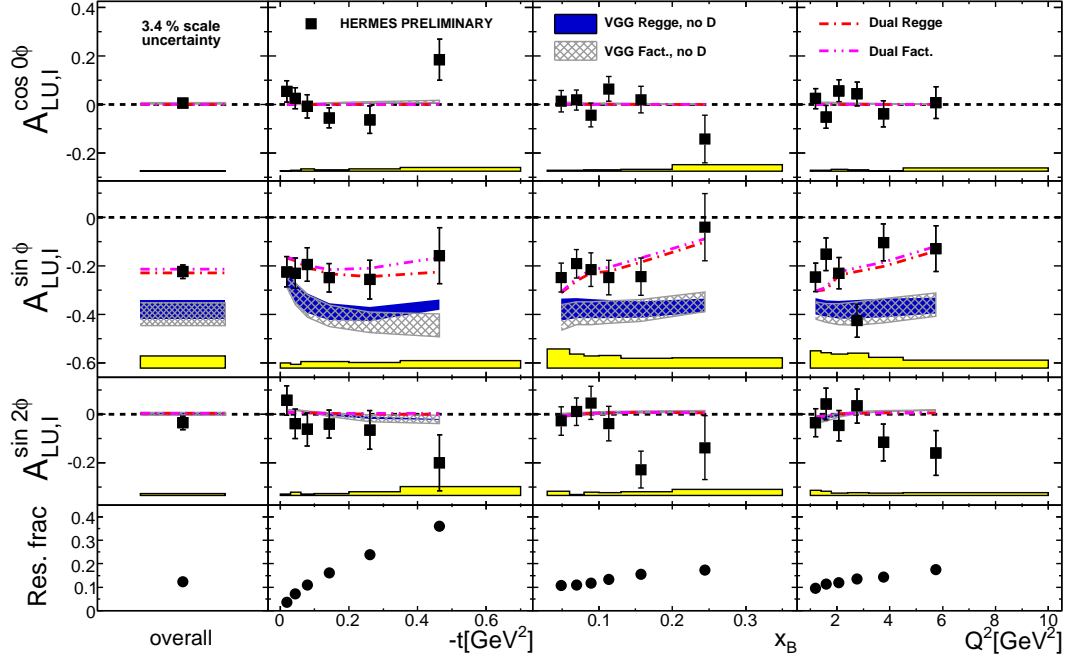 3.4 % scale
uncertainty
HERMES PRELIMINARY
VGG Regge, no D
VGG Fact., no D
Dual Regge
Dual Fact.
A_{LU,I}^{cos 0ϕ}
0.4
0.2
0
-0.2
A_{LU,I}^{sin ϕ}
0
-0.2
-0.4
-0.6
A_{LU,I}^{sin 2ϕ}
0
-0.2
Res. frac
0.4
0.3
0.2
0.1
0
0 0.2 0.4 0.6
0.1 0.2 0.3
0 2 4 6 8 10
overall
-t[GeV²]
x_B
Q²[GeV²]